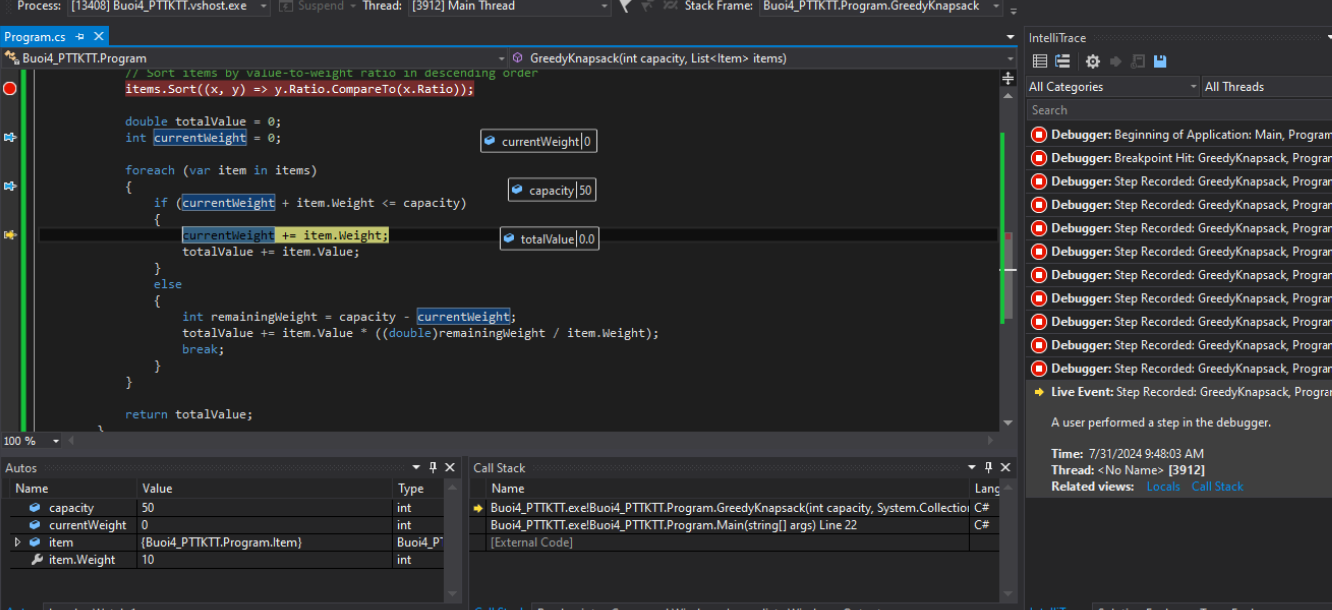 Process: [13408] Buoi4_PTTKTT.vshost.exe Suspend Thread: [3912] Main Thread Stack Frame: Buoi4_PTTKTT.Program.GreedyKnapsack
Program.cs
Buoi4_PTTKTT.Program GreedyKnapsack(int capacity, List<Item> items)
// Sort items by value-to-weight ratio in descending order
items.Sort((x, y) => y.Ratio.CompareTo(x.Ratio));
double totalValue = 0;
int currentWeight = 0;
currentWeight 0
foreach (var item in items)
{
capacity 50
if (currentWeight + item.Weight <= capacity)
{
currentWeight += item.Weight;
totalValue 0.0
totalValue += item.Value;
}
else
{
int remainingWeight = capacity - currentWeight;
totalValue += item.Value * ((double)remainingWeight / item.Weight);
break;
}
}
return totalValue;
}
100 %
IntelliTrace
All Categories All Threads
Search
Debugger: Beginning of Application: Main, Program
Debugger: Breakpoint Hit: GreedyKnapsack, Progra
Debugger: Step Recorded: GreedyKnapsack, Program
Debugger: Step Recorded: GreedyKnapsack, Program
Debugger: Step Recorded: GreedyKnapsack, Program
Debugger: Step Recorded: GreedyKnapsack, Program
Debugger: Step Recorded: GreedyKnapsack, Program
Debugger: Step Recorded: GreedyKnapsack, Program
Debugger: Step Recorded: GreedyKnapsack, Program
Debugger: Step Recorded: GreedyKnapsack, Program
Debugger: Step Recorded: GreedyKnapsack, Program
Live Event: Step Recorded: GreedyKnapsack, Progra
A user performed a step in the debugger.
Time: 7/31/2024 9:48:03 AM
Thread: <No Name> [3912]
Related views: Locals Call Stack
Autos
Name Value Type
capacity 50 int
currentWeight 0 int
item {Buoi4_PTTKTT.Program.Item} Buoi4_PT
item.Weight 10 int
Call Stack
Name Lang
Buoi4_PTTKTT.exe!Buoi4_PTTKTT.Program.GreedyKnapsack(int capacity, System.Collection C#
Buoi4_PTTKTT.exe!Buoi4_PTTKTT.Program.Main(string[] args) Line 22 C#
[External Code]